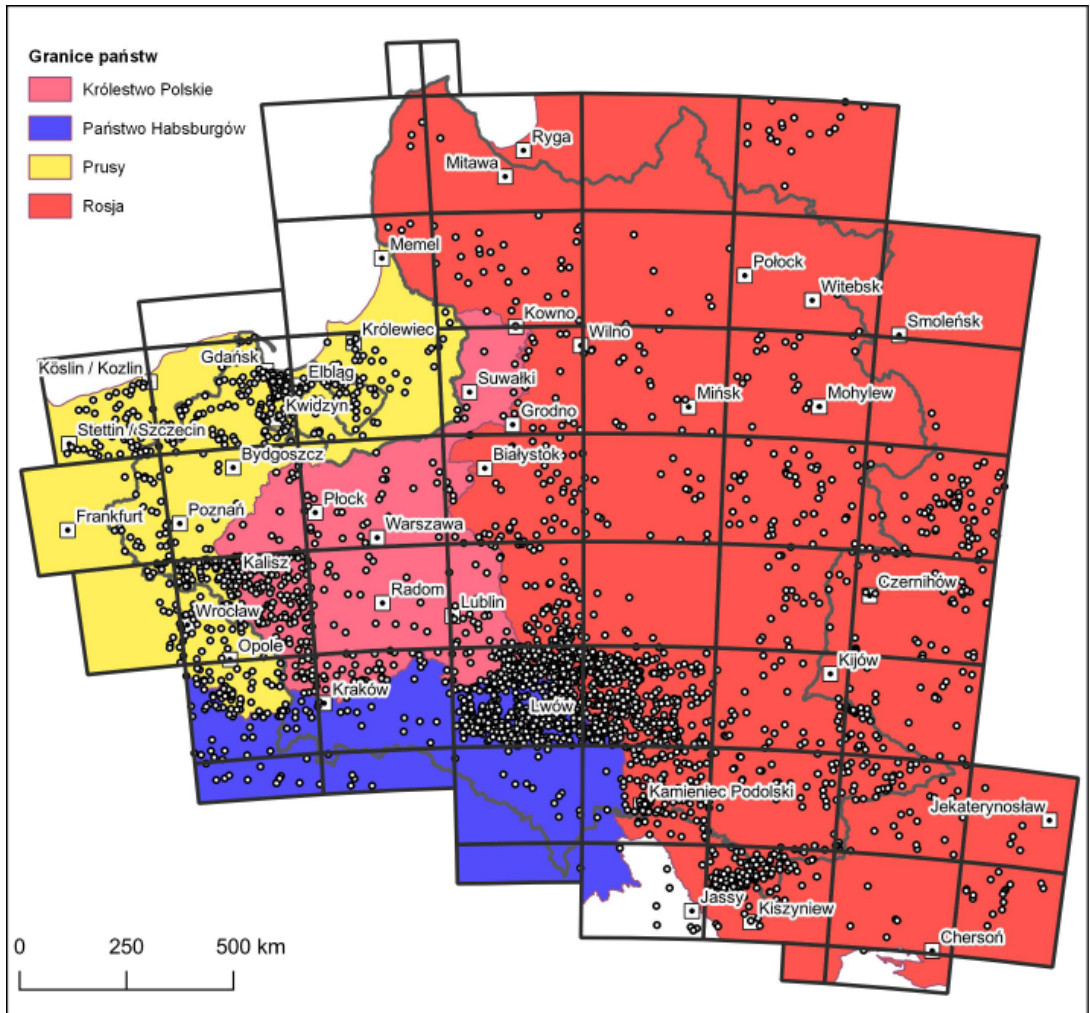 Granice państw
Królestwo Polskie
Państwo Habsburgów
Prusy
Rosja
Ryga
Mitawa
Memel
Połock
Witebsk
Smoleńsk
Kowno
Królewiec
Wilno
Gdańsk
Köslin / Kozlin
Elbląg
Suwałki
Mińsk
Mohylew
Kwidzyn
Grodno
Stettin / Szczecin
Bydgoszcz
Białystok
Płock
Frankfurt
Poznań
Warszawa
Kalisz
Czernihów
Radom
Lublin
Wrocław
Opole
Kijów
Kraków
Lwów
Kamieniec Podolski
Jekaterynosław
Jassy
Kiszyniew
Chersoń
0 250 500 km